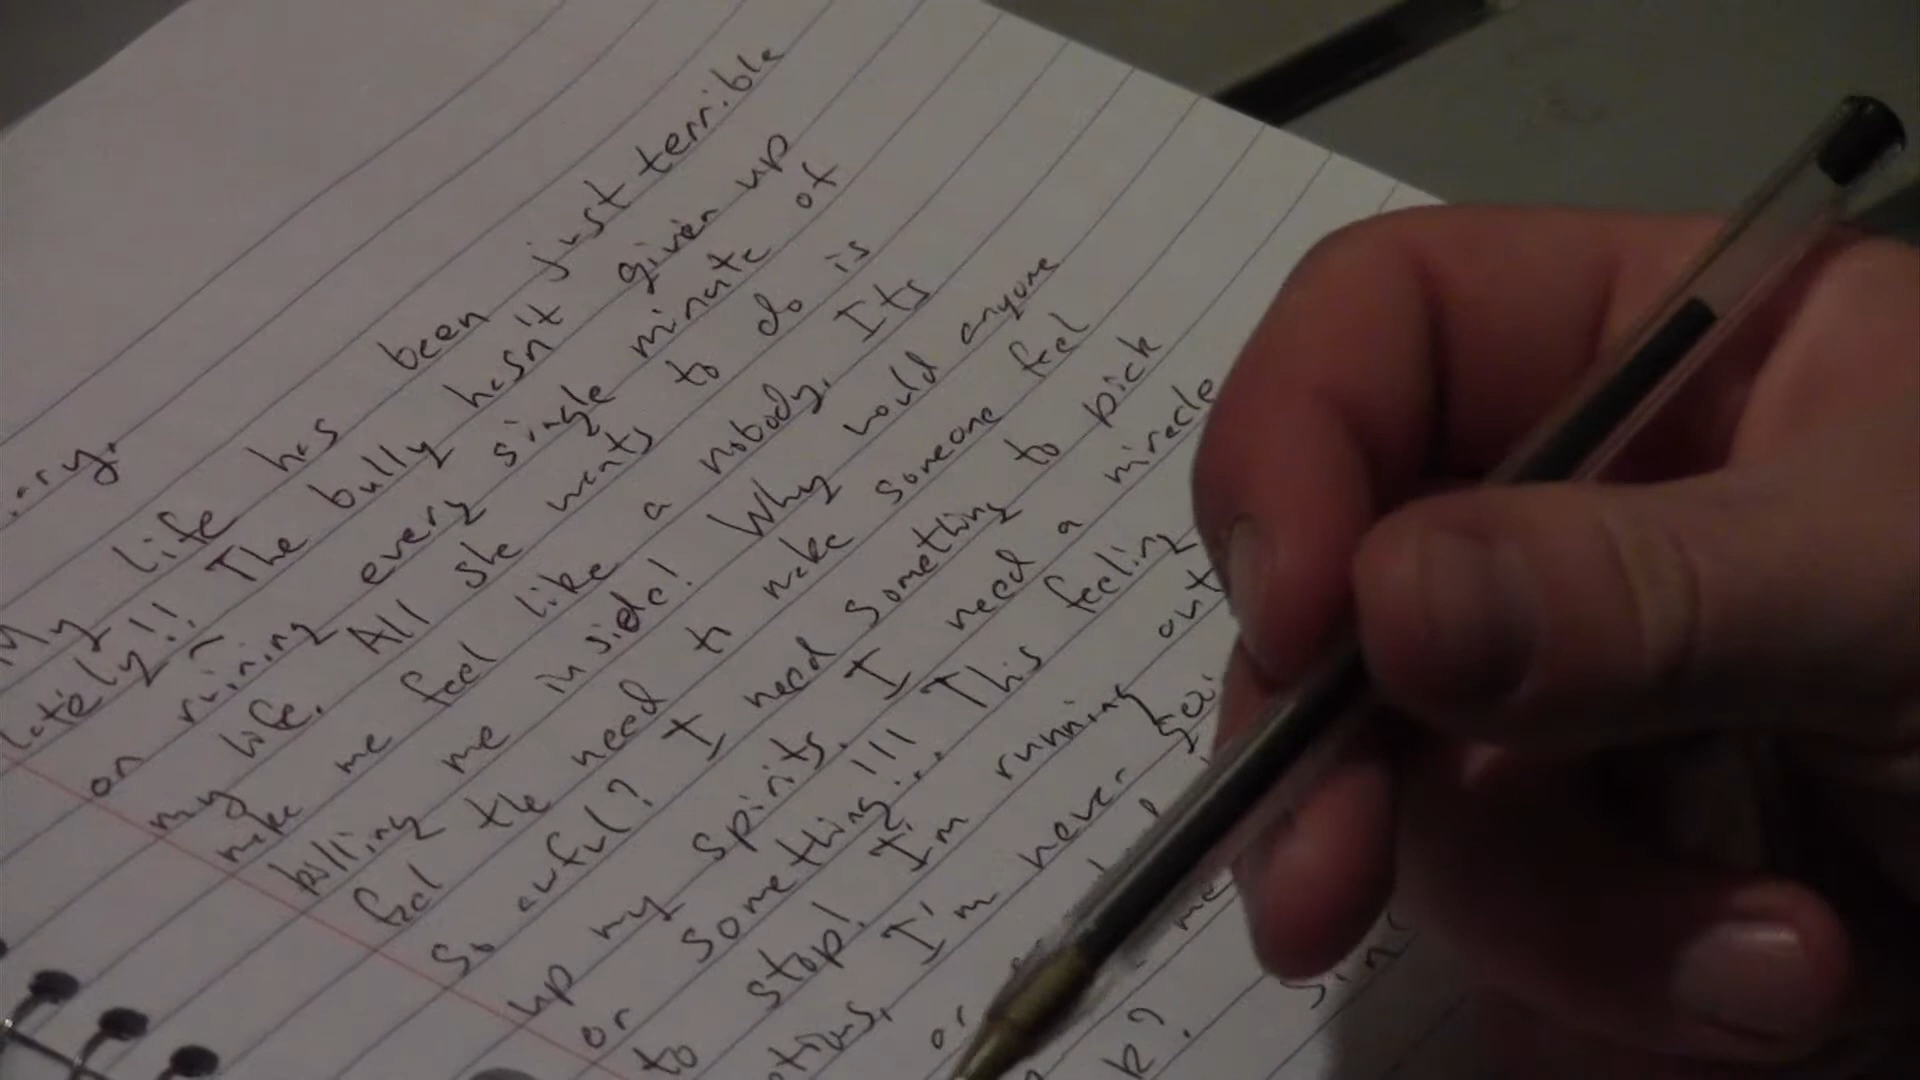 My life has been just terrible
lately!! The bully hasn't given up
on ruining every single minute of
my life. All she wants to do is
make me feel like a nobody. Its
killing me inside! Why would anyone
feel the need to make someone feel
so awful? I need something to pick
up my spirits. I need a miracle
or something!!! This feeling
to stop! I'm running out
I'm never
or
me